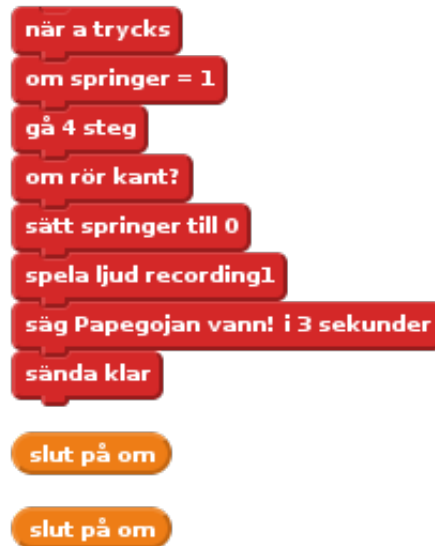 när a trycks
om springer = 1
gå 4 steg
om rör kant?
sätt springer till 0
spela ljud recording1
säg Papegojan vann! i 3 sekunder
sända klar
slut på om
slut på om